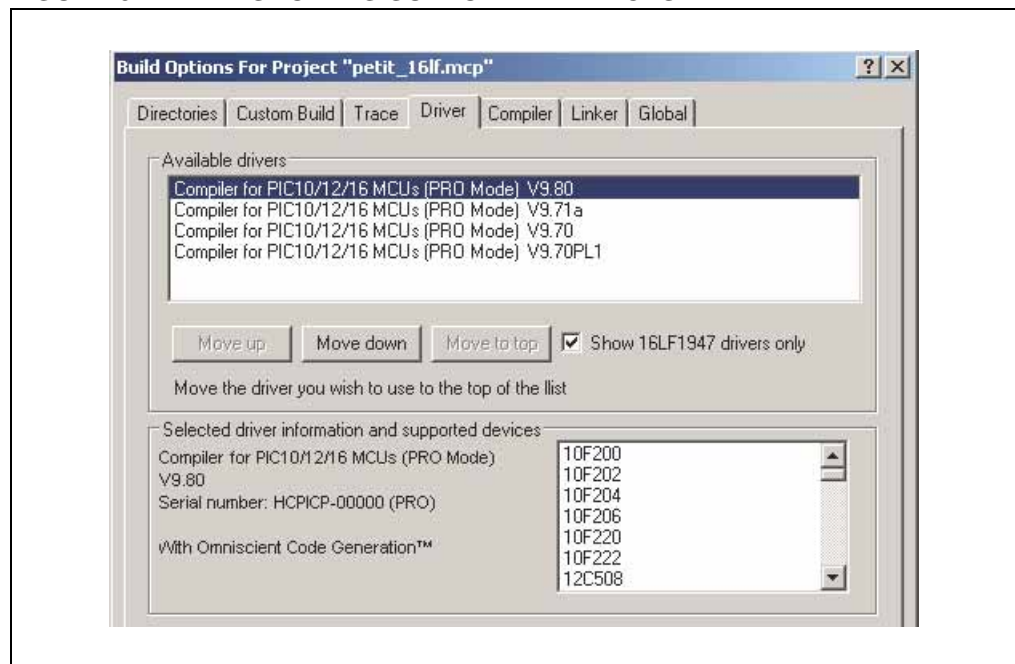 Build Options For Project "petit_16lf.mcp"
Directories Custom Build Trace Driver Compiler Linker Global
Available drivers
Compiler for PIC10/12/16 MCUs (PRO Mode) V9.80
Compiler for PIC10/12/16 MCUs (PRO Mode) V9.71a
Compiler for PIC10/12/16 MCUs (PRO Mode) V9.70
Compiler for PIC10/12/16 MCUs (PRO Mode) V9.70PL1
Move up Move down Move to top Show 16LF1947 drivers only
Move the driver you wish to use to the top of the llist
Selected driver information and supported devices
Compiler for PIC10/12/16 MCUs (PRO Mode)
V9.80
Serial number: HCPICP-00000 (PRO)
With Omniscient Code Generation™
10F200
10F202
10F204
10F206
10F220
10F222
12C508